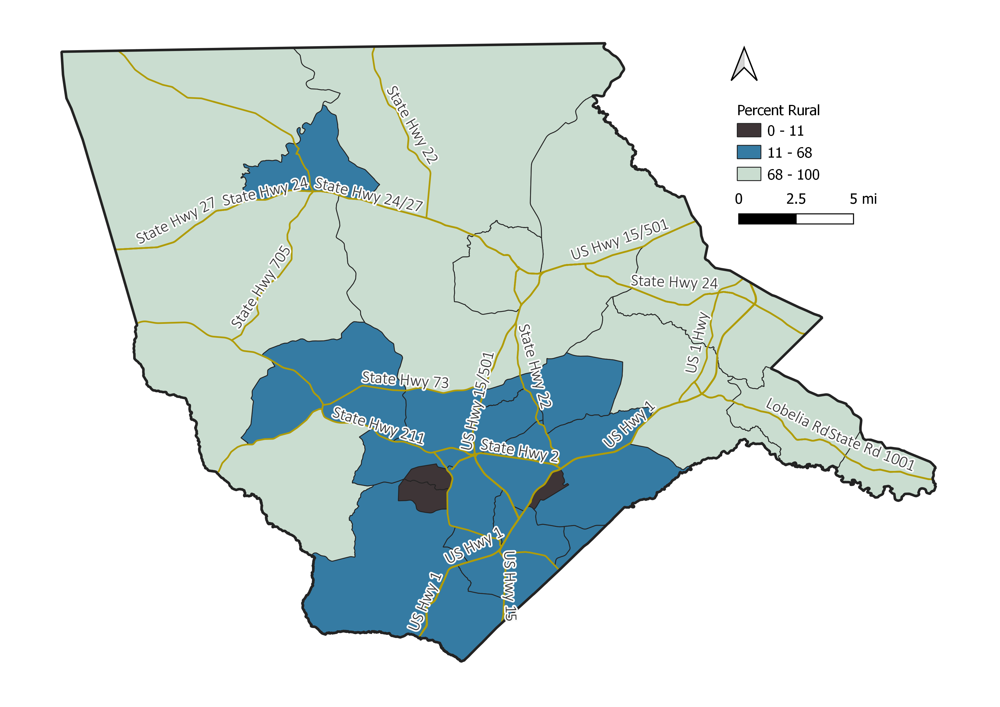 Percent Rural
0 - 11
11 - 68
68 - 100
0 2.5 5 mi
State Hwy 22
State Hwy 27
State Hwy 24
State Hwy 24/27
US Hwy 15/501
State Hwy 705
State Hwy 24
US 1 Hwy
State Hwy 22
US Hwy 15/501
State Hwy 73
State Hwy 211
State Hwy 2
US Hwy 1
Lobelia Rd
State Rd 1001
US Hwy 1
US Hwy 1
US Hwy 15